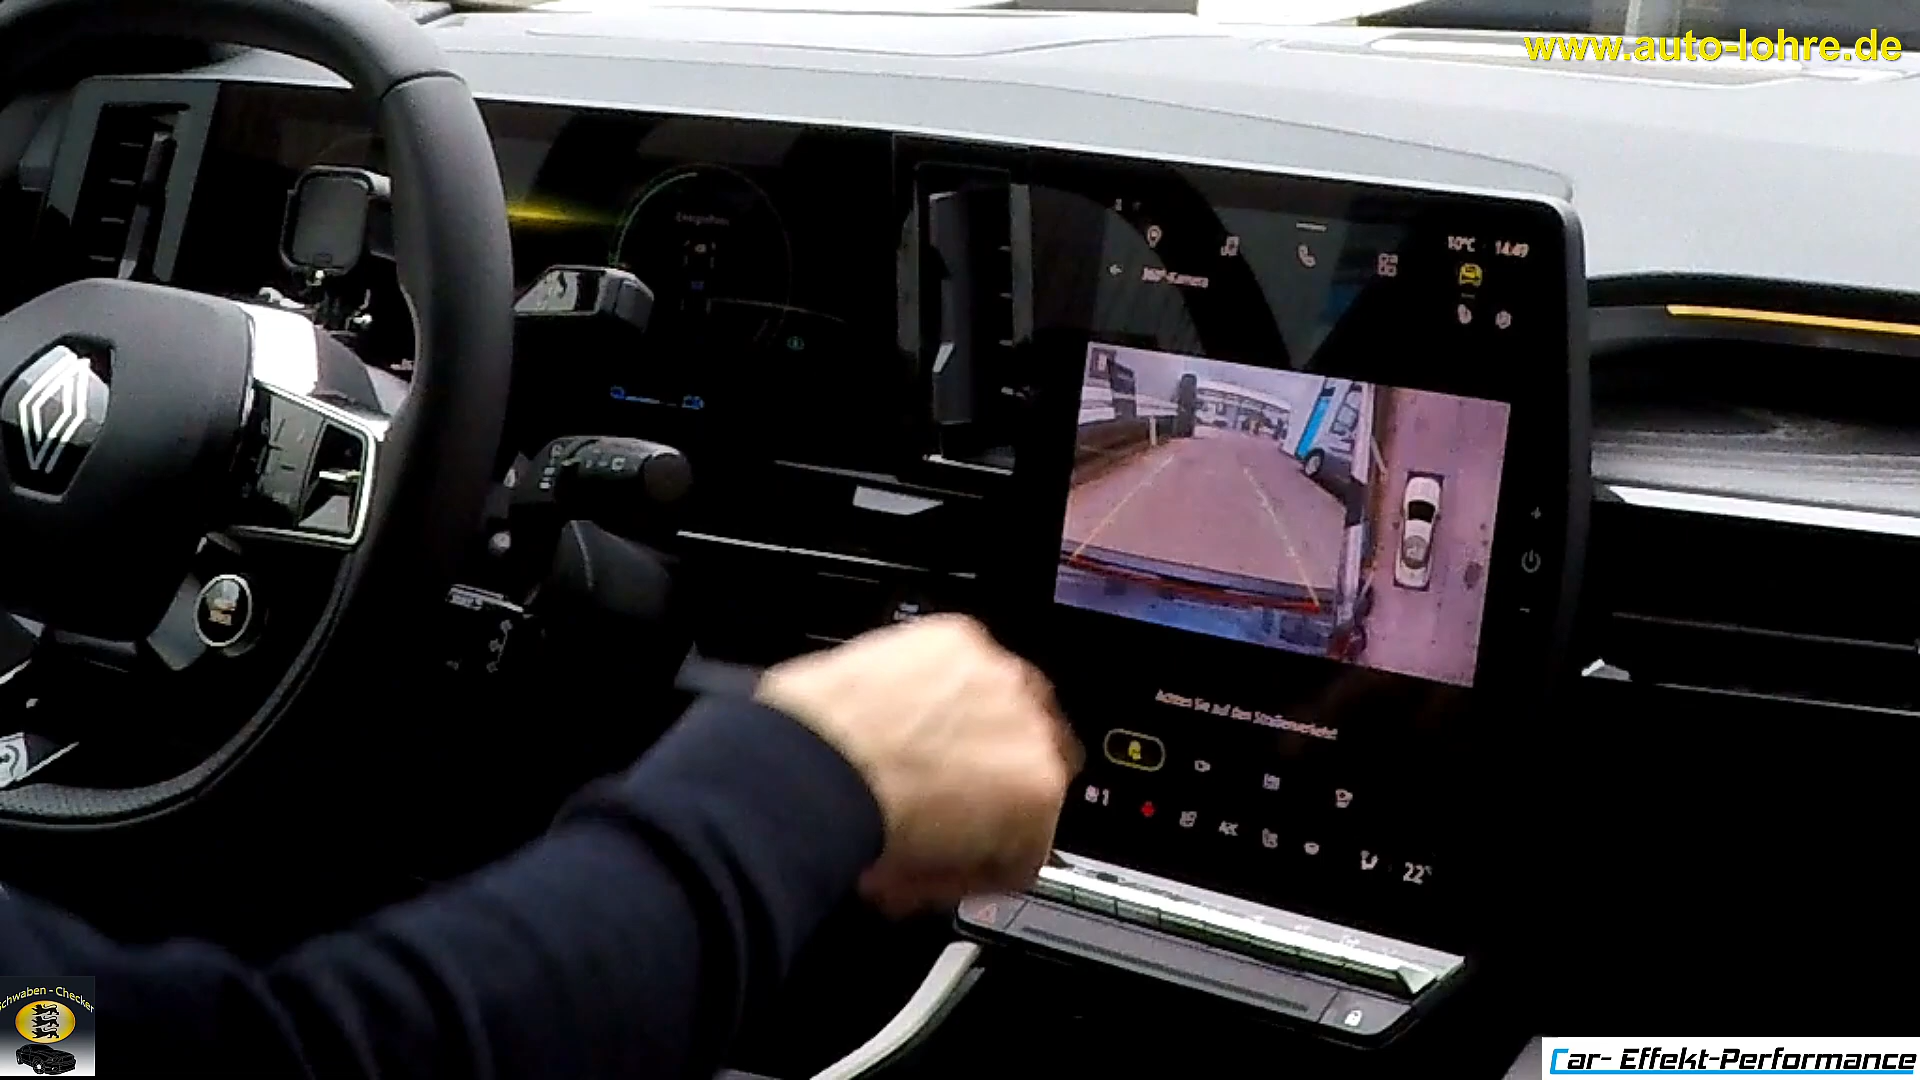 www.auto-lohre.de
10°C 14:49
360°-Kamera
Achten Sie auf den Straßenverkehr!
1
A/C
22°
Schwaben - Checker
Car- Effekt-Performance